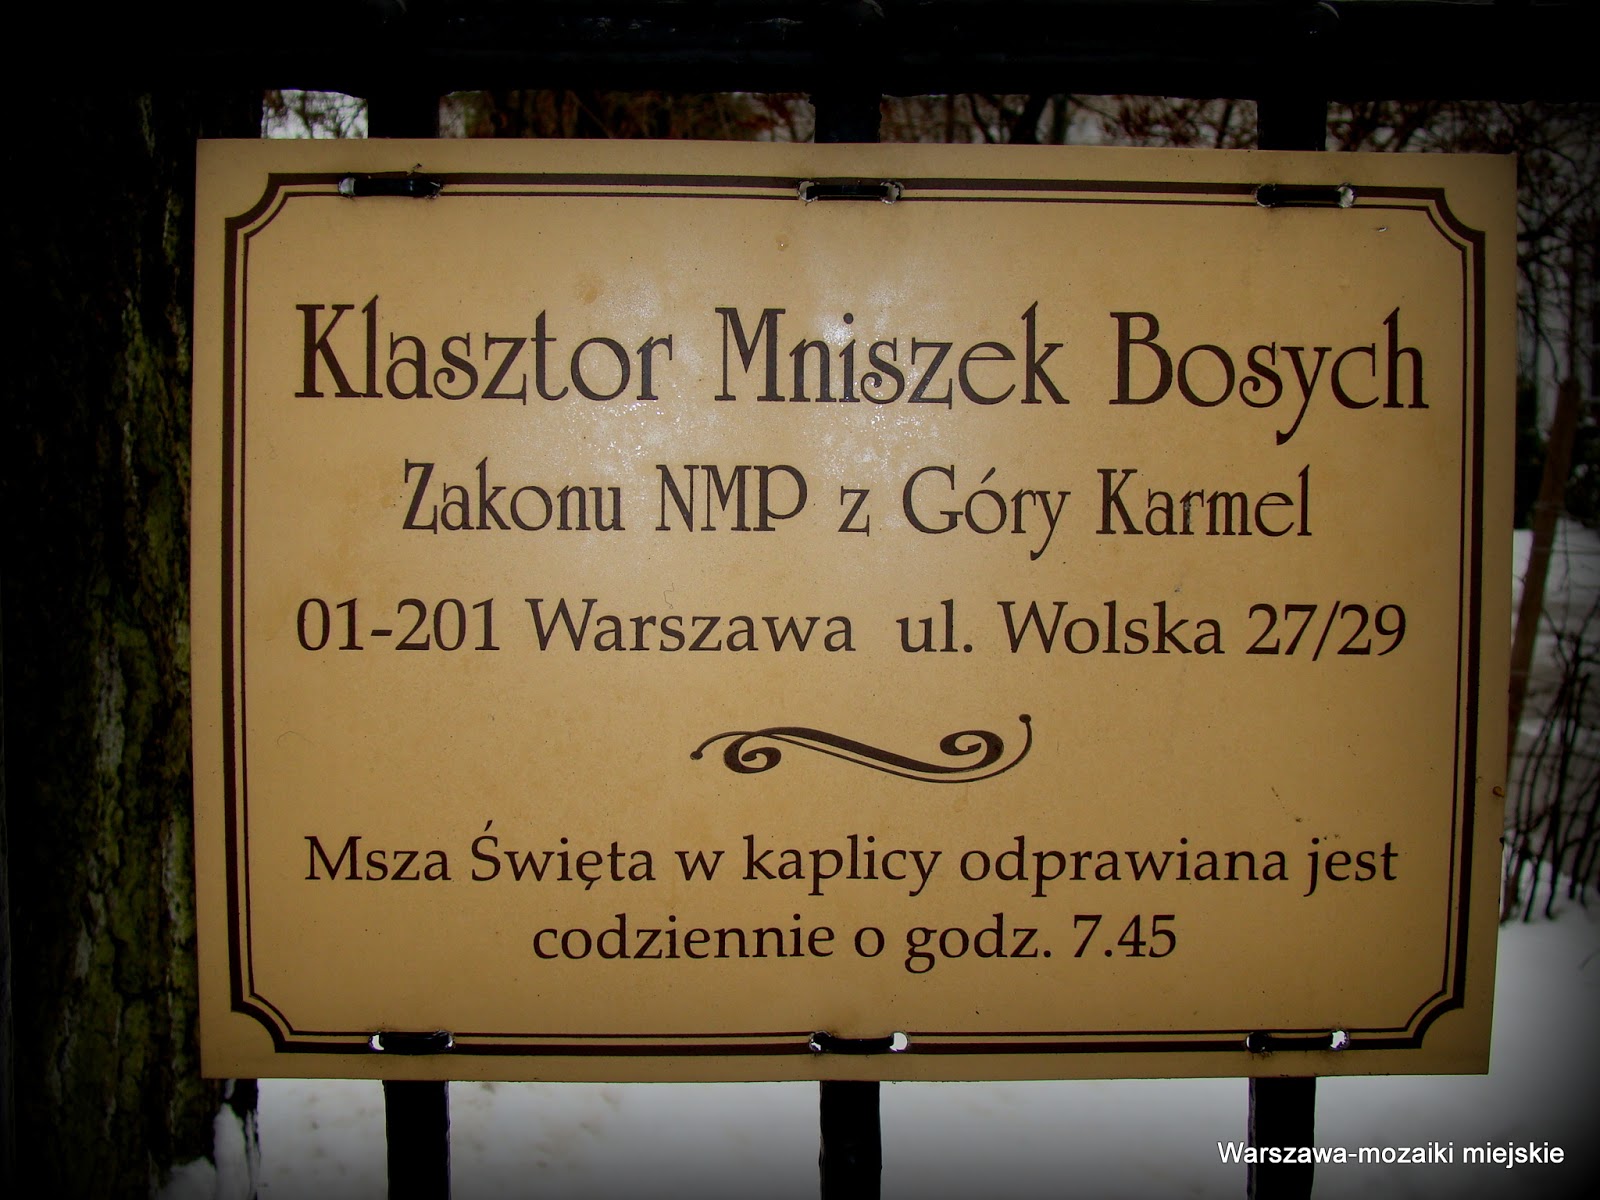 Klasztor Mniszek Bosych
Zakonu NMP z Góry Karmel
01-201 Warszawa ul. Wolska 27/29
Msza Święta w kaplicy odprawiana jest
codziennie o godz. 7.45
Warszawa-mozaiki miejskie